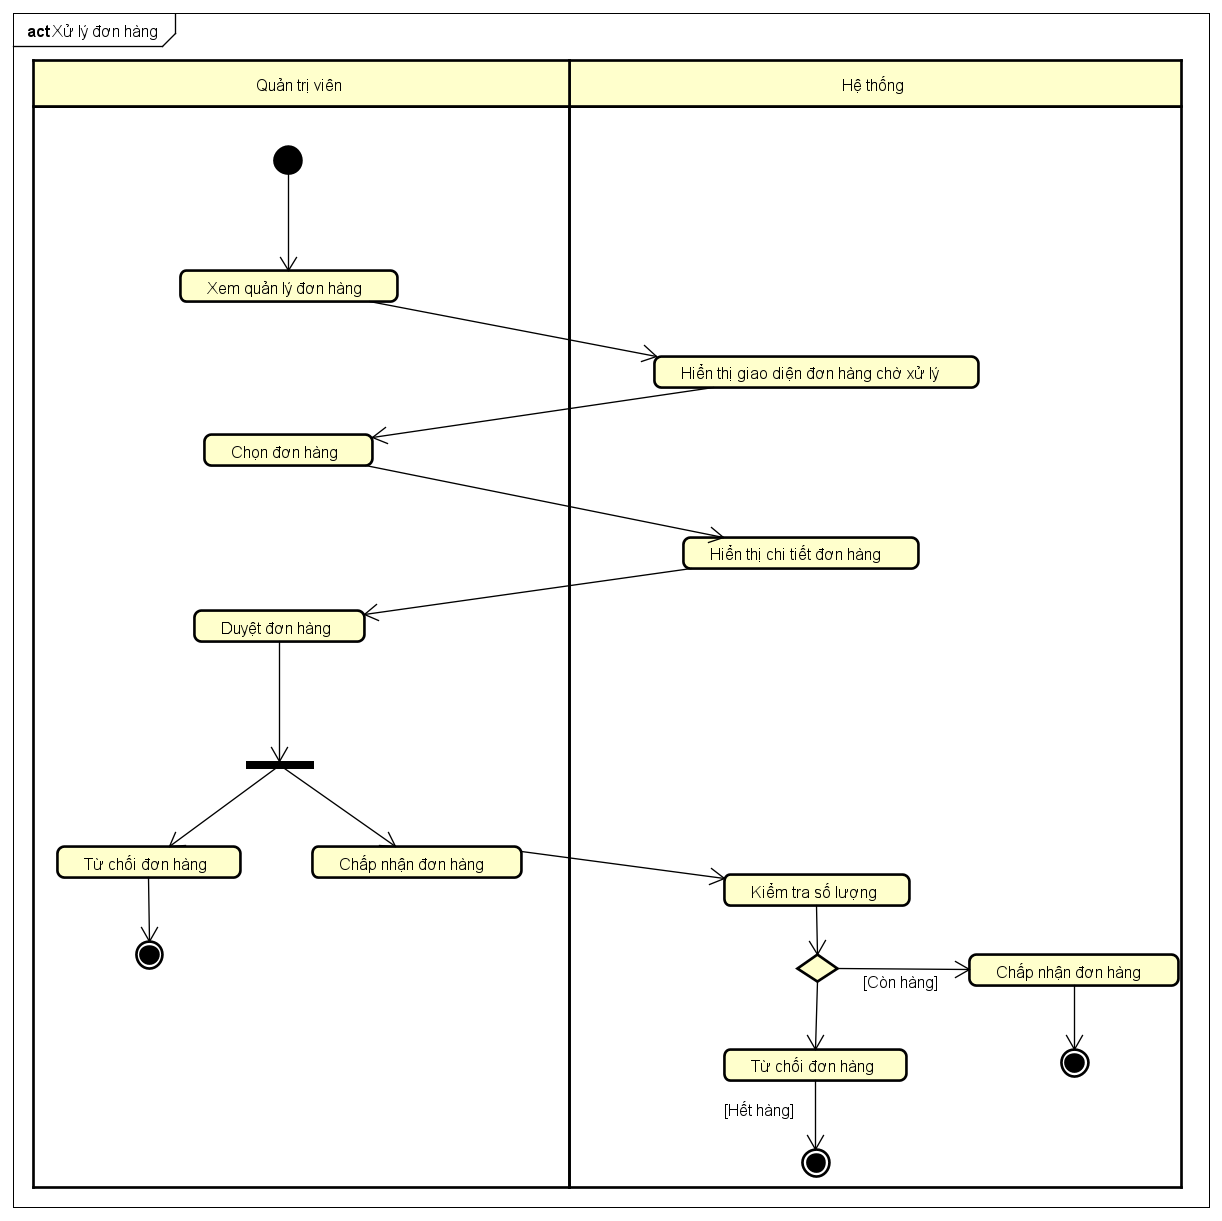 act Xử lý đơn hàng
Quản trị viên
Hệ thống
Xem quản lý đơn hàng
Hiển thị giao diện đơn hàng chờ xử lý
Chọn đơn hàng
Hiển thị chi tiết đơn hàng
Duyệt đơn hàng
Từ chối đơn hàng
Chấp nhận đơn hàng
Kiểm tra số lượng
[Còn hàng]
Chấp nhận đơn hàng
Từ chối đơn hàng
[Hết hàng]